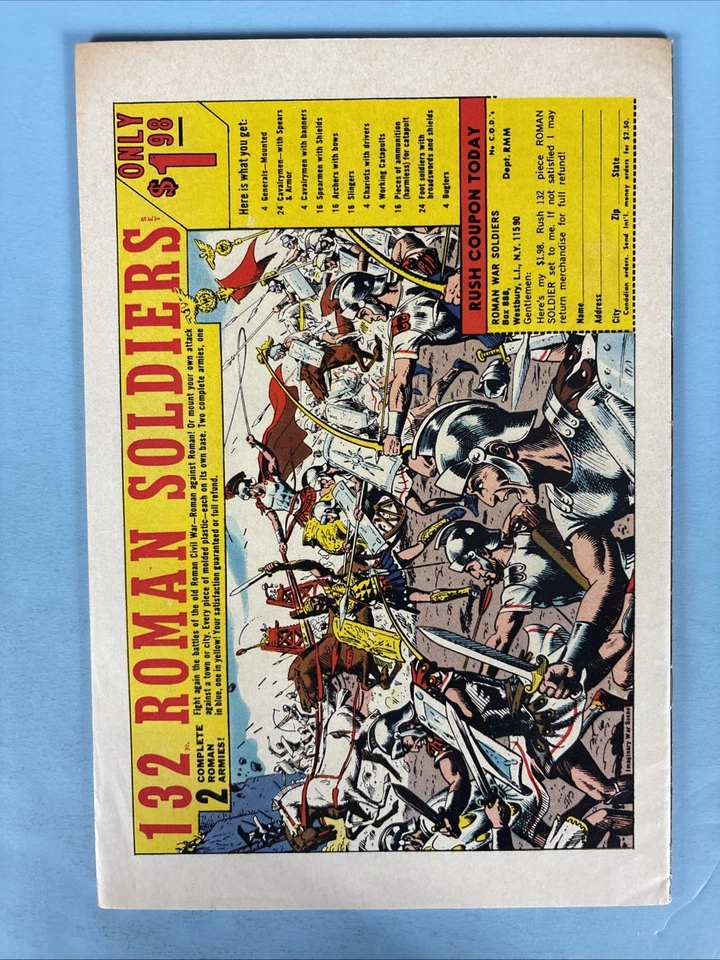 132 PC. ROMAN SOLDIERS SET
ONLY
$1.98
2 COMPLETE
ROMAN
ARMIES!
Fight again the battles of the old Roman Civil War—Roman against Roman! Or mount your own attack
against a town or city. Every piece of molded plastic—each on its own base. Two complete armies, one
in blue, one in yellow! Your satisfaction guaranteed or full refund.
Here is what you get:
4 Generals—Mounted
24 Cavalrymen—with Spears
& Armor
4 Cavalrymen with banners
16 Spearmen with Shields
16 Archers with bows
16 Slingers
4 Chariots with drivers
4 Working Catapults
16 Pieces of ammunition
(harmless) for catapult
24 Foot soldiers with
broadswords and shields
4 Buglers
RUSH COUPON TODAY
ROMAN WAR SOLDIERS No C.O.D.'s
Box 888, Dept. RMM
Westbury, L.I., N.Y. 11590
Gentlemen:
Here's my $1.98. Rush 132 piece ROMAN
SOLDIER set to me. If not satisfied I may
return merchandise for full refund!
Name
Address
City Zip State
Canadian orders. Send Int'l. money orders for $2.50.
Imaginary War Scene